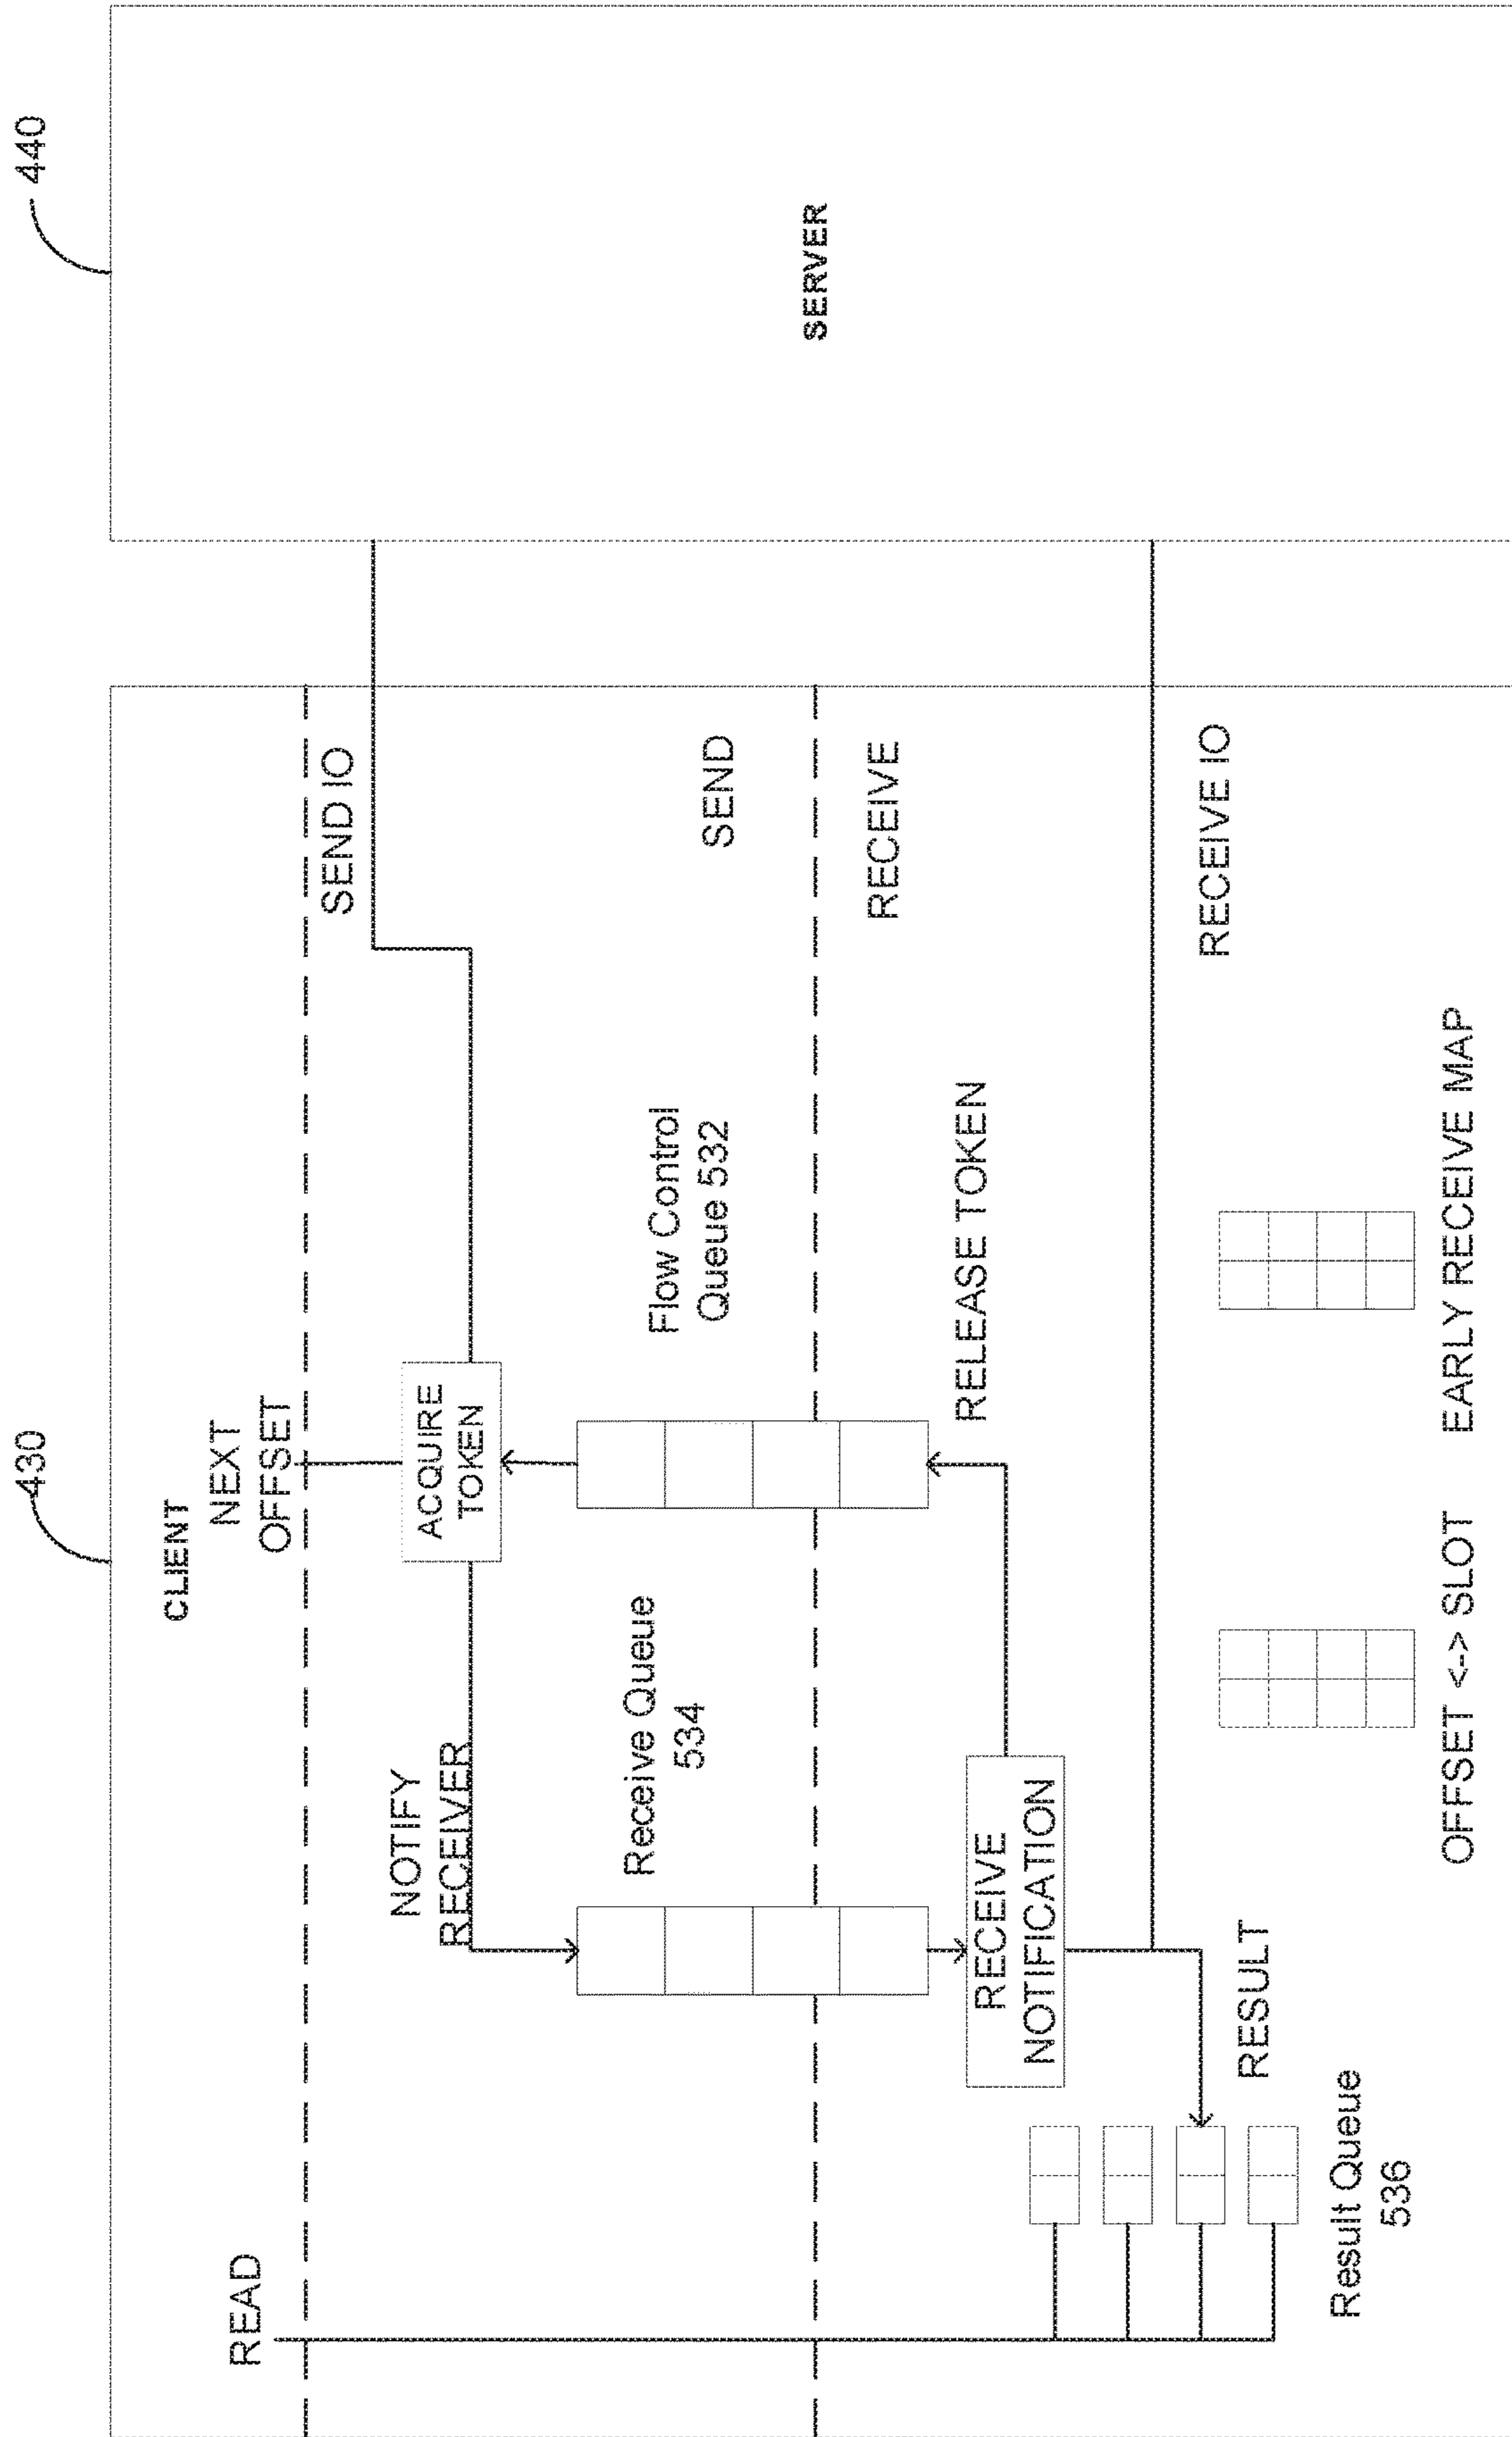 430
440
CLIENT
READ
NEXT
OFFSET
SEND IO
NOTIFY
RECEIVER
ACQUIRE
TOKEN
Receive Queue
534
Flow Control
Queue 532
SEND
SERVER
RECEIVE
RECEIVE
NOTIFICATION
RELEASE TOKEN
RECEIVE IO
RESULT
Result Queue
536
OFFSET <-> SLOT
EARLY RECEIVE MAP